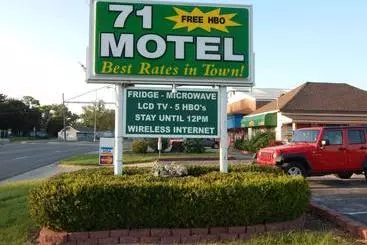 71
FREE HBO
MOTEL
Best Rates in Town!
FRIDGE - MICROWAVE
LCD TV - 5 HBO's
STAY UNTIL 12PM
WIRELESS INTERNET